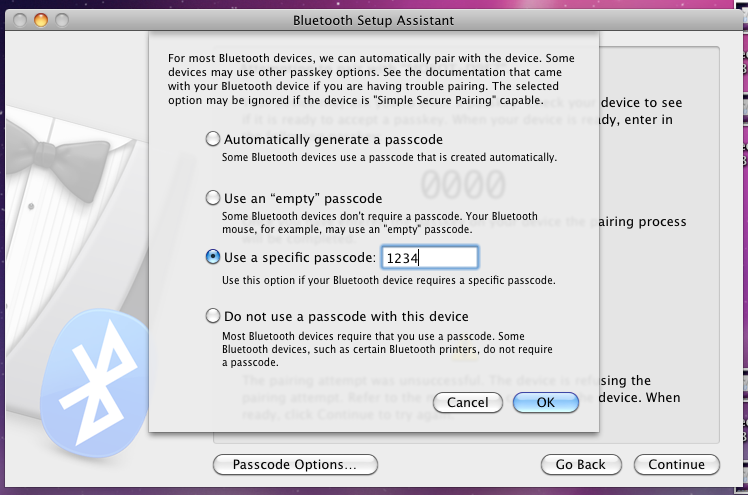 Bluetooth Setup Assistant
For most Bluetooth devices, we can automatically pair with the device. Some
devices may use other passkey options. See the documentation that came
with your Bluetooth device if you are having trouble pairing. The selected
option may be ignored if the device is "Simple Secure Pairing" capable.
check your device to see
if it is ready to accept a passkey. When your device is ready, enter in
Automatically generate a passcode
Some Bluetooth devices use a passcode that is created automatically.
0000
Use an “empty” passcode
Some Bluetooth devices don't require a passcode. Your Bluetooth
mouse, for example, may use an "empty" passcode.
your device the pairing process
will be completed.
Use a specific passcode: 1234
Use this option if your Bluetooth device requires a specific passcode.
Do not use a passcode with this device
Most Bluetooth devices require that you use a passcode. Some
Bluetooth devices, such as certain Bluetooth printers, do not require
a passcode.
The pairing attempt was unsuccessful. The device is refusing the
pairing attempt. Refer to the the device. When
ready, click Continue to try again.
Cancel
OK
Passcode Options...
Go Back
Continue